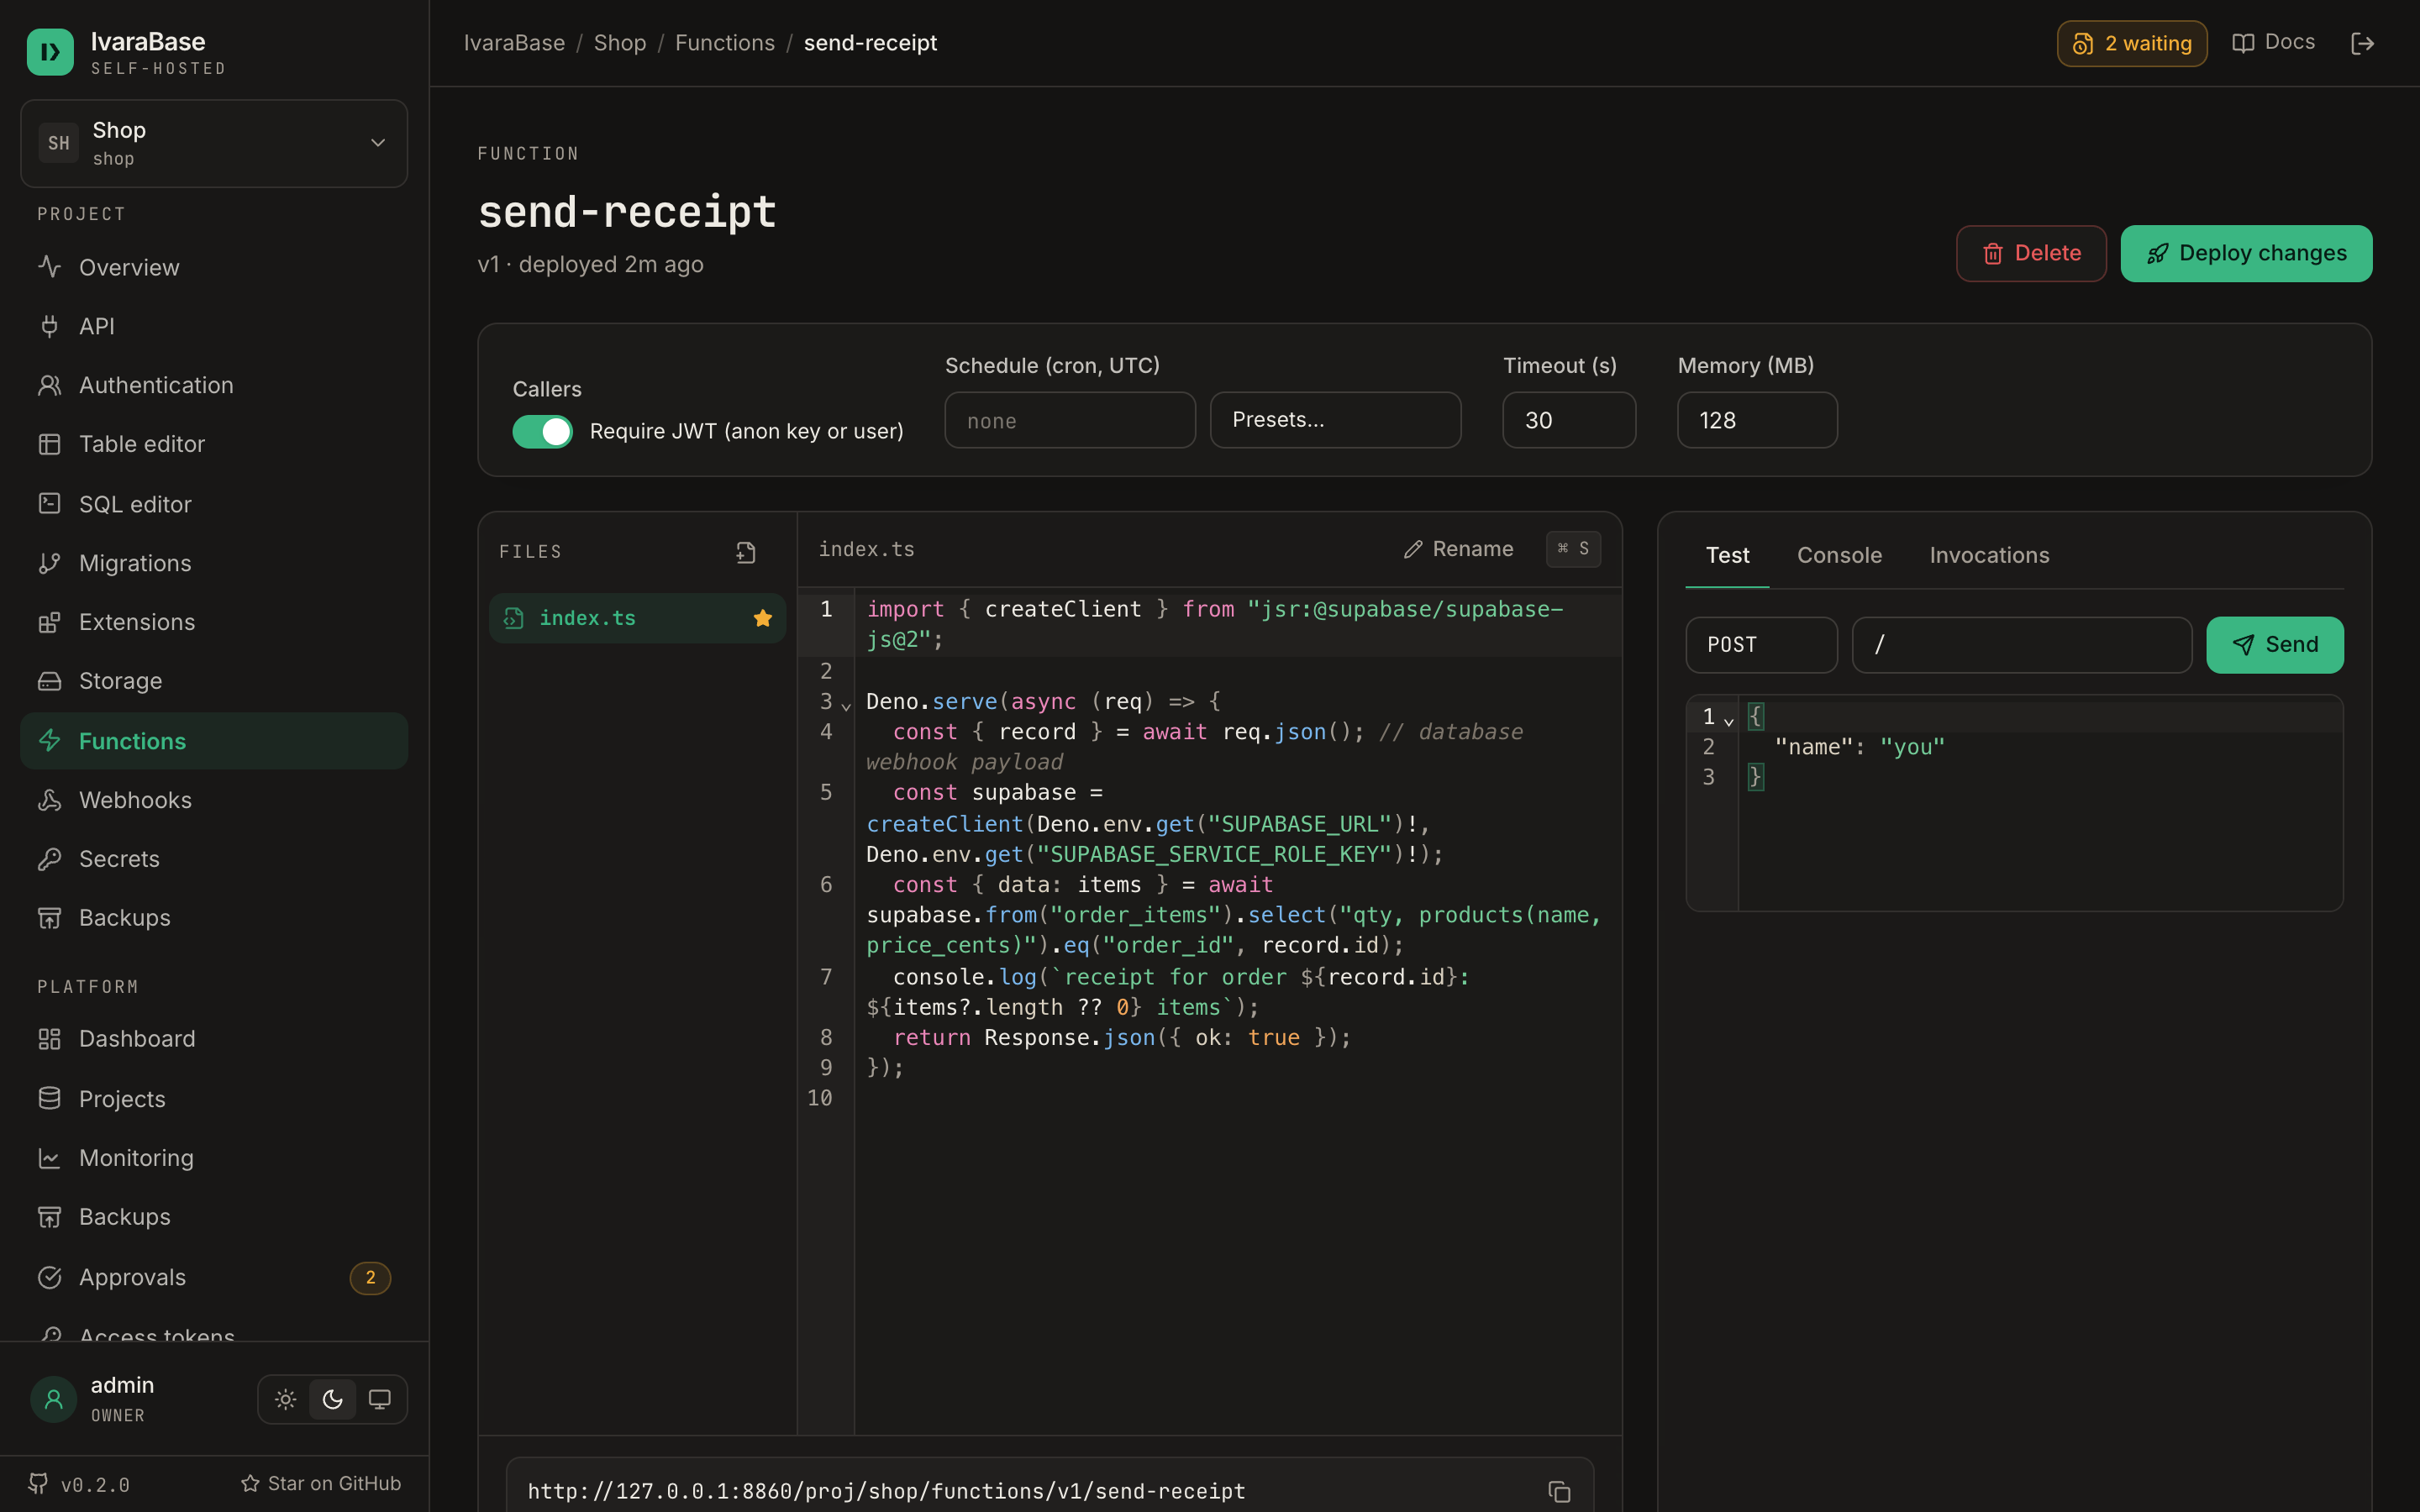 IvaraBase
SELF-HOSTED
SH
Shop
shop
PROJECT
Overview
API
Authentication
Table editor
SQL editor
Migrations
Extensions
Storage
Functions
Webhooks
Secrets
Backups
PLATFORM
Dashboard
Projects
Monitoring
Backups
Approvals
2
Access tokens
admin
OWNER
v0.2.0
Star on GitHub
IvaraBase / Shop / Functions / send-receipt
2 waiting
Docs
FUNCTION
send-receipt
v1 · deployed 2m ago
Delete
Deploy changes
Callers
Require JWT (anon key or user)
Schedule (cron, UTC)
none
Presets...
Timeout (s)
30
Memory (MB)
128
FILES
index.ts
index.ts
Rename
⌘ S
1 import { createClient } from "jsr:@supabase/supabase-
js@2";
2
3 Deno.serve(async (req) => {
4   const { record } = await req.json(); // database
webhook payload
5   const supabase =
createClient(Deno.env.get("SUPABASE_URL")!,
Deno.env.get("SUPABASE_SERVICE_ROLE_KEY")!);
6   const { data: items } = await
supabase.from("order_items").select("qty, products(name,
price_cents)").eq("order_id", record.id);
7   console.log(`receipt for order ${record.id}:
${items?.length ?? 0} items`);
8   return Response.json({ ok: true });
9 });
10
http://127.0.0.1:8860/proj/shop/functions/v1/send-receipt
Test
Console
Invocations
POST
/
Send
1 {
2   "name": "you"
3 }